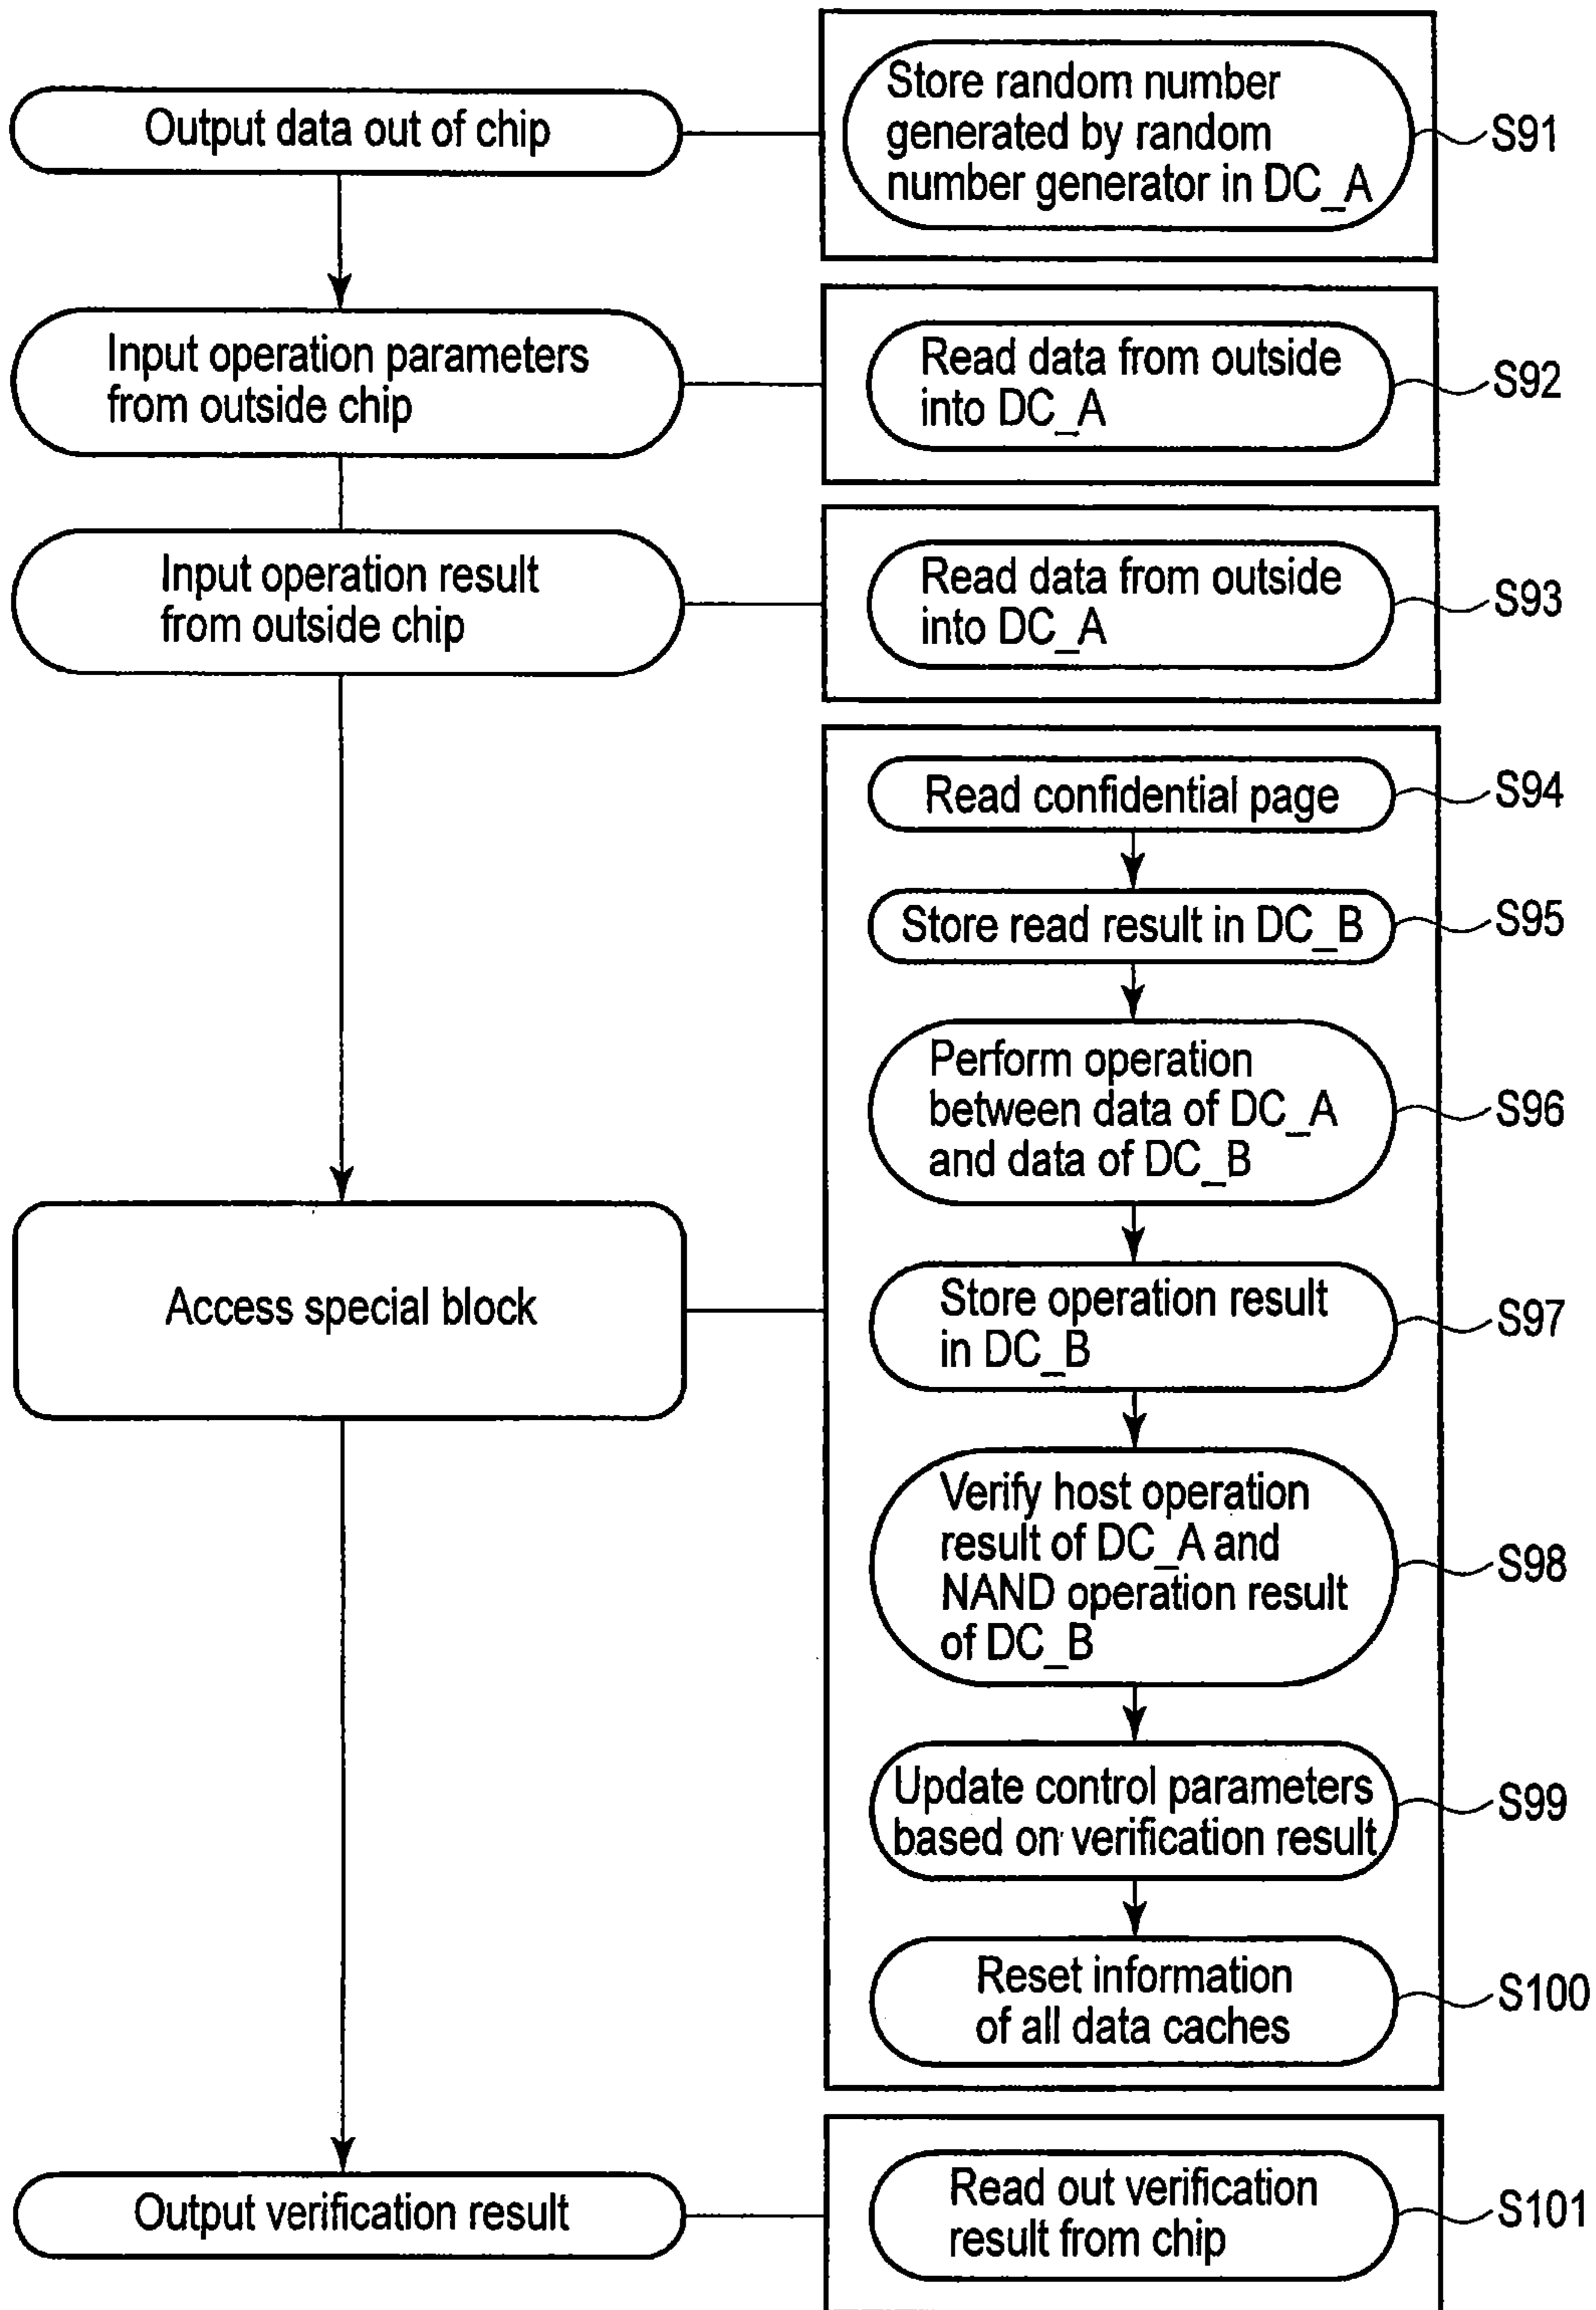 Output data out of chip
Store random number
generated by random
number generator in DC_A
S91
Input operation parameters
from outside chip
Read data from outside
into DC_A
S92
Input operation result
from outside chip
Read data from outside
into DC_A
S93
Read confidential page
S94
Store read result in DC_B
S95
Perform operation
between data of DC_A
and data of DC_B
S96
Access special block
Store operation result
in DC_B
S97
Verify host operation
result of DC_A and
NAND operation result
of DC_B
S98
Update control parameters
based on verification result
S99
Reset information
of all data caches
S100
Output verification result
Read out verification
result from chip
S101